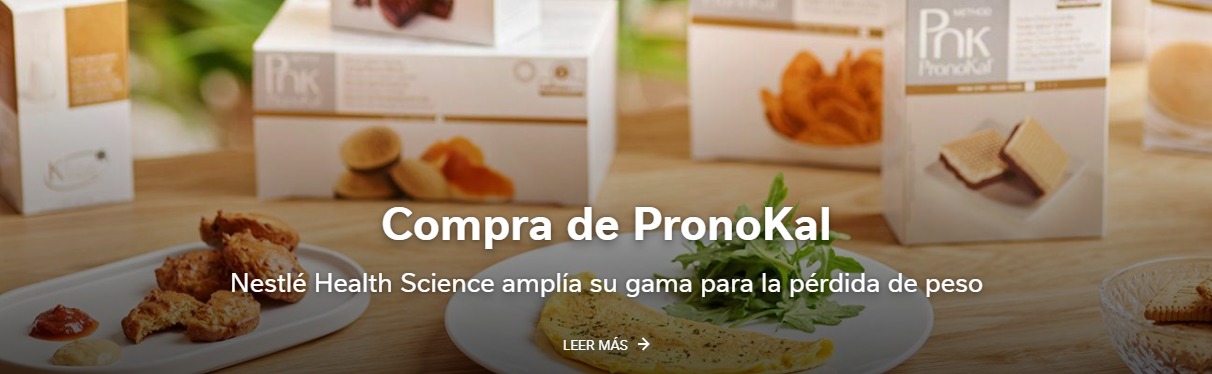 PnK
PronoKal
METHOD
PnK
PronoKal
Compra de PronoKal
Nestlé Health Science amplía su gama para la pérdida de peso
LEER MÁS →